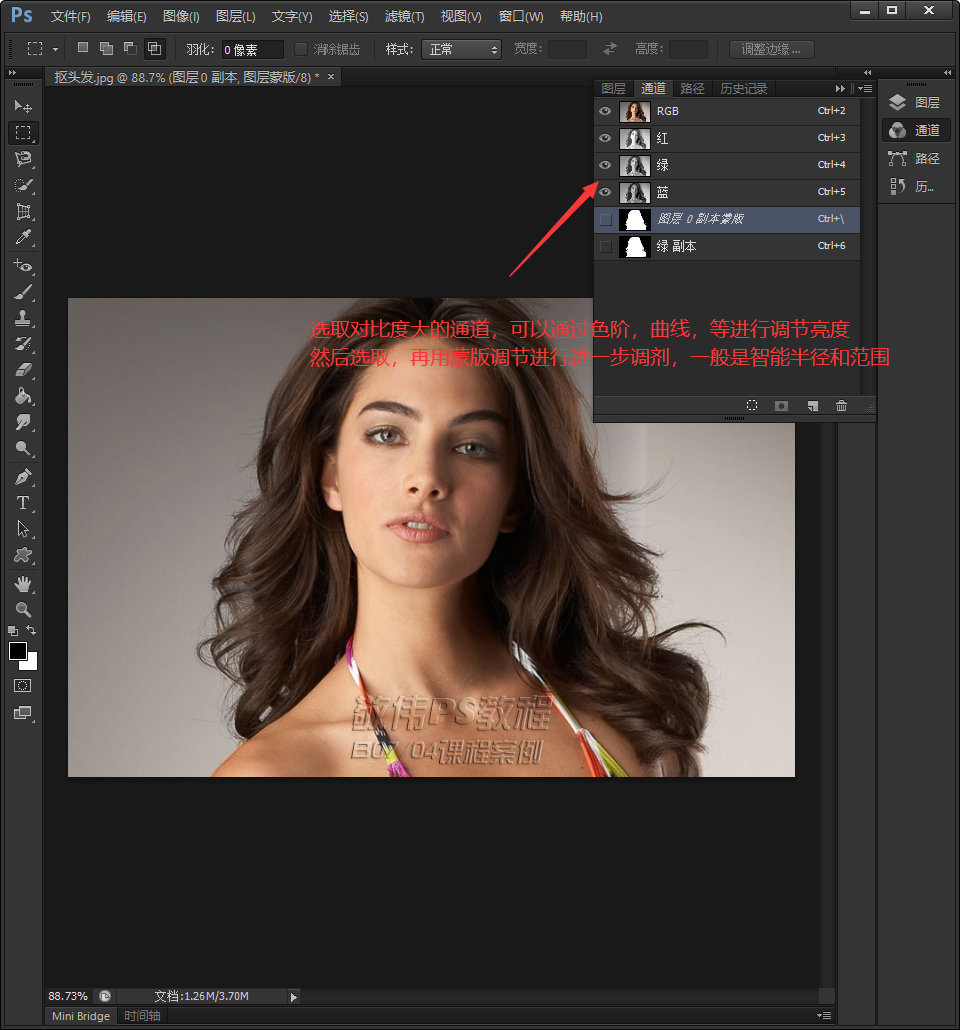 Ps 文件(F) 编辑(E) 图像(I) 图层(L) 文字(Y) 选择(S) 滤镜(T) 视图(V) 窗口(W) 帮助(H)
羽化: 0 像素 消除锯齿 样式: 正常 宽度: 高度: 调整边缘...
抠头发.jpg @ 88.7% (图层 0 副本, 图层蒙版/8) * ×
图层 通道 路径 历史记录
RGB Ctrl+2
红 Ctrl+3
绿 Ctrl+4
蓝 Ctrl+5
图层 0 副本蒙版 Ctrl+\
绿 副本 Ctrl+6
图层
通道
路径
历...
选取对比度大的通道，可以通过色阶，曲线，等进行调节亮度
然后选取，再用蒙版调节进行进一步调剂，一般是智能半径和范围
敬伟PS教程
B07/04课程案例
88.73% 文档:1.26M/3.70M
Mini Bridge 时间轴